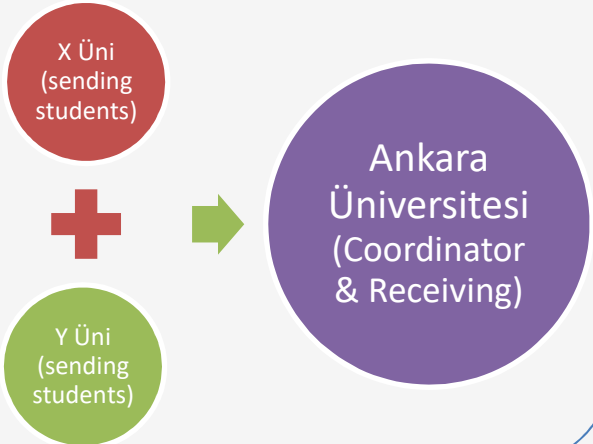 X Üni
(sending
students)
Y Üni
(sending
students)
Ankara
Üniversitesi
(Coordinator
& Receiving)